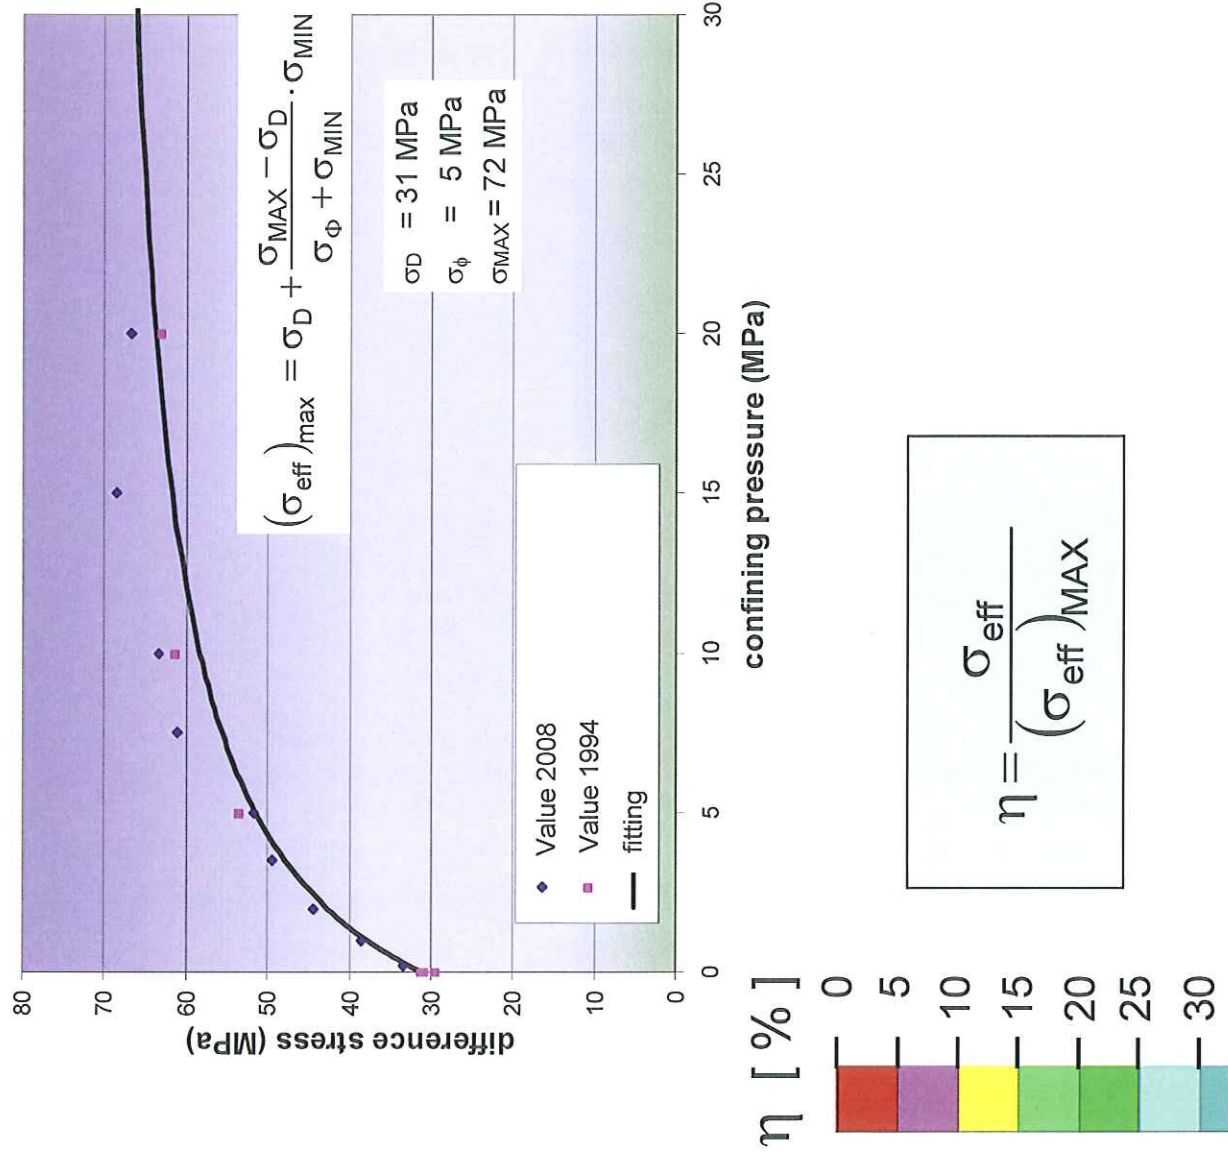 difference stress (MPa)
80
70
60
50
40
30
20
10
0
(σeff)max = σD + σMAX − σD / σΦ + σMIN · σMIN
σD = 31 MPa
σϕ = 5 MPa
σMAX = 72 MPa
Value 2008
Value 1994
fitting
0
5
10
15
20
25
30
confining pressure (MPa)
η [ % ]
0
5
10
15
20
25
30
η = σeff / (σeff)MAX